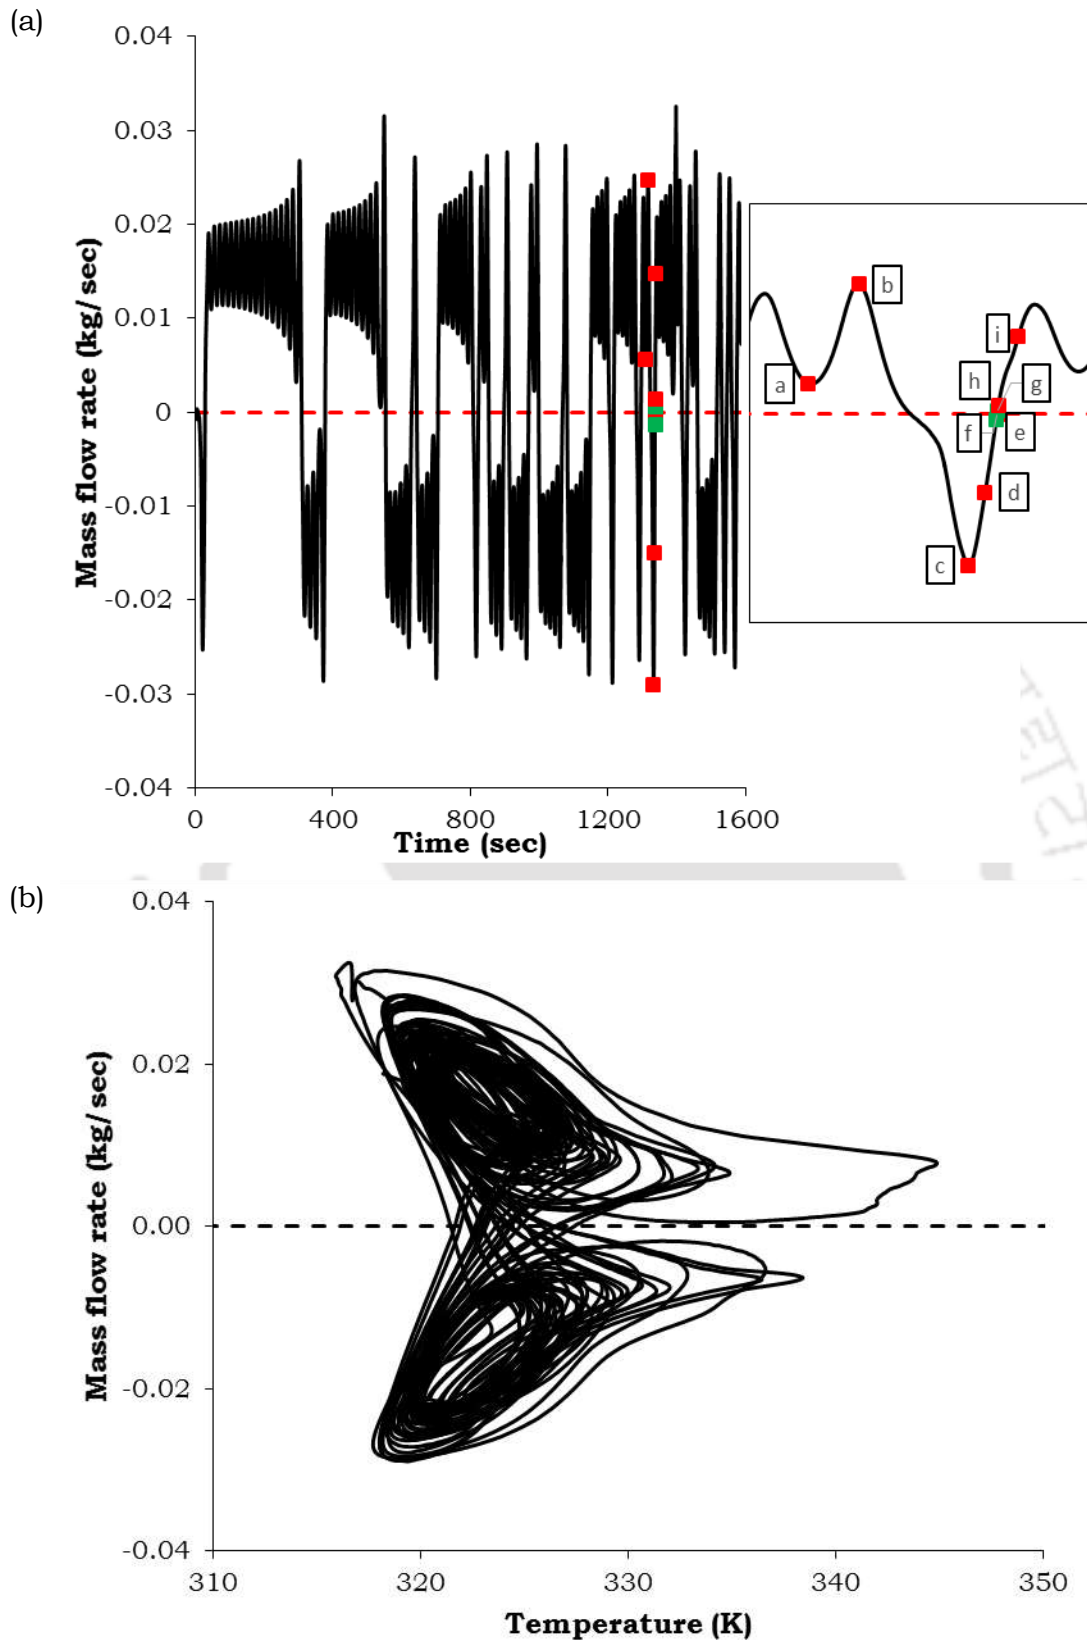 (a)
Mass flow rate (kg/sec)
0.04
0.03
0.02
0.01
0
-0.01
-0.02
-0.03
-0.04
0 400 800 1200 1600
Time (sec)
a
b
c
d
e
f
g
h
i
(b)
Mass flow rate (kg/sec)
0.04
0.02
0.00
-0.02
-0.04
310 320 330 340 350
Temperature (K)